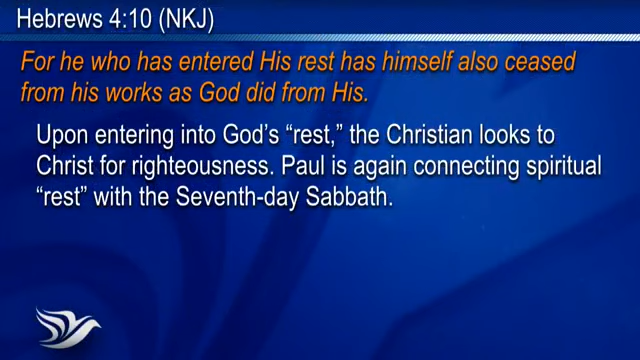 Hebrews 4:10 (NKJ)
For he who has entered His rest has himself also ceased
from his works as God did from His.
Upon entering into God’s “rest,” the Christian looks to
Christ for righteousness. Paul is again connecting spiritual
“rest” with the Seventh-day Sabbath.